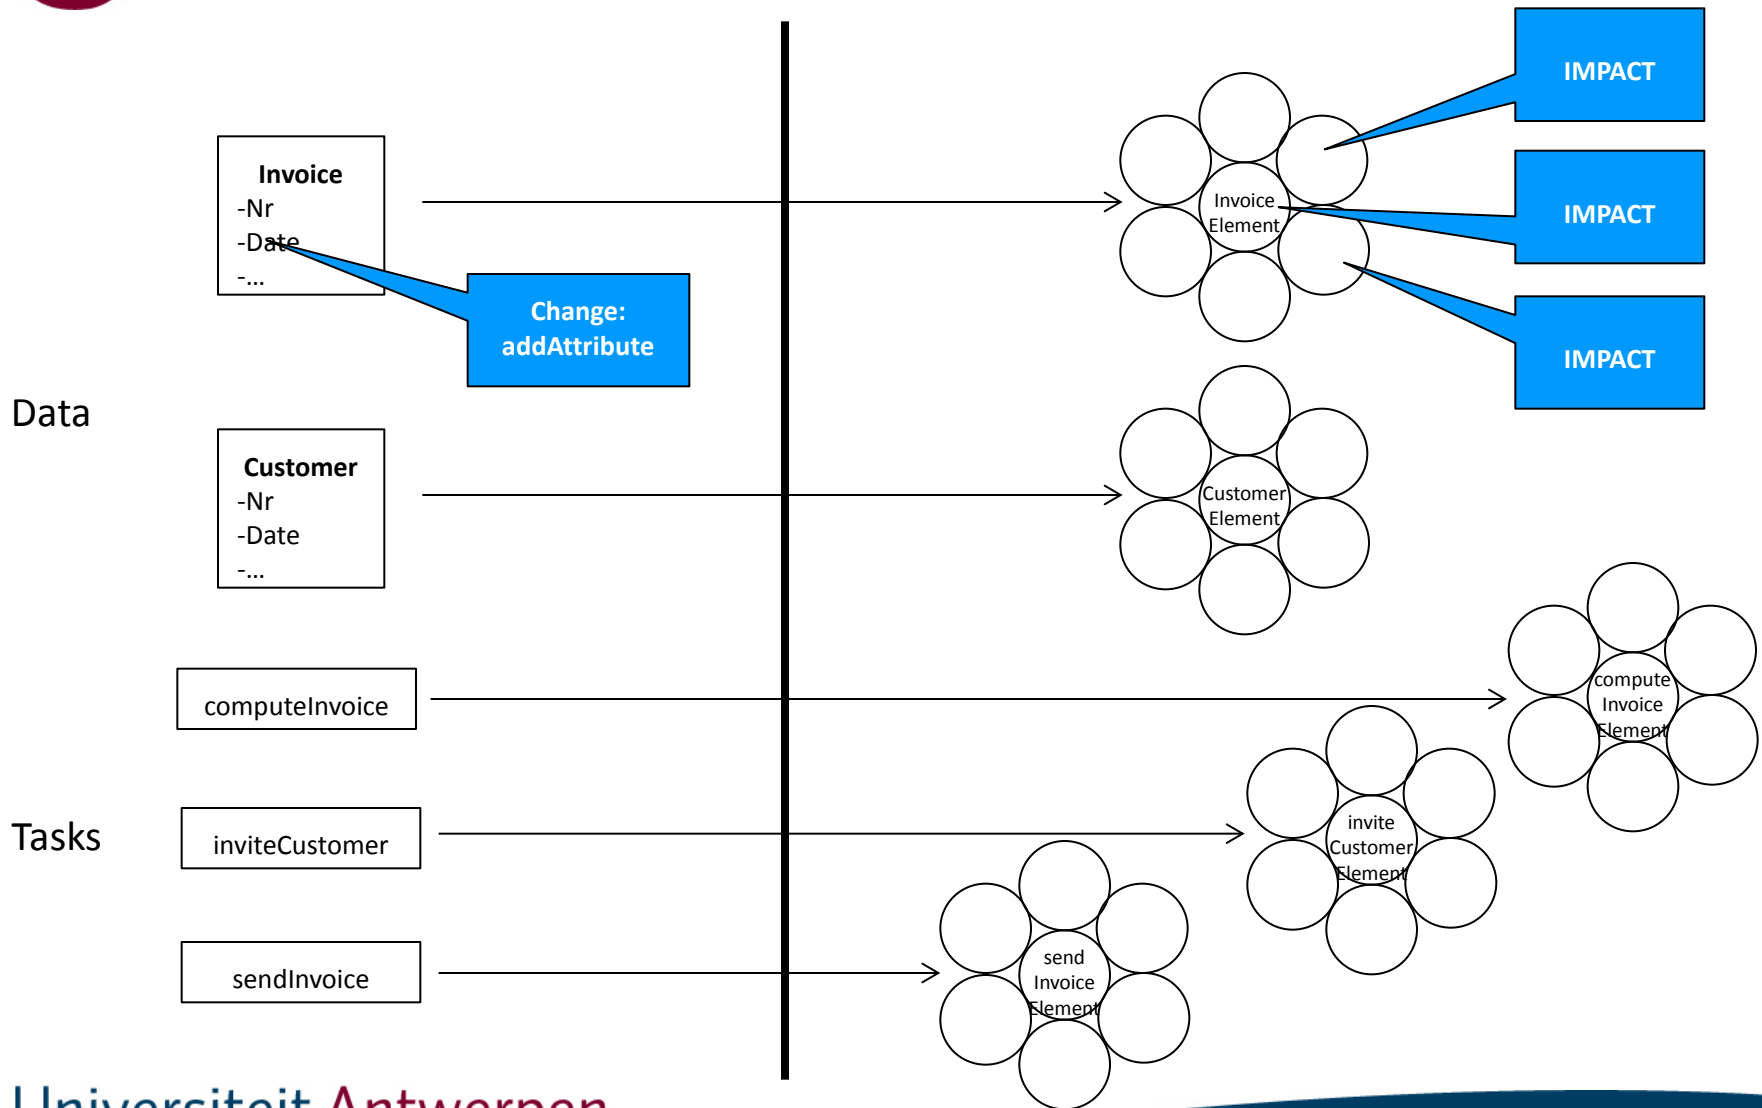 IMPACT
Invoice
-Nr
-Date
-...
Invoice
Element
IMPACT
Change:
addAttribute
IMPACT
Data
Customer
-Nr
-Date
-...
Customer
Element
computeInvoice
compute
Invoice
Element
Tasks
inviteCustomer
invite
Customer
Element
sendInvoice
send
Invoice
Element
Universiteit Antwerpen